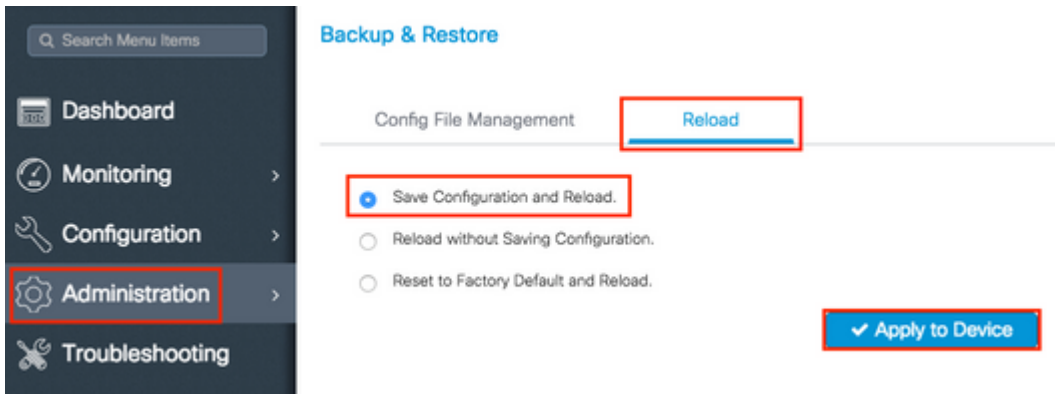 Search Menu Items
Dashboard
Monitoring
Configuration
Administration
Troubleshooting
Backup & Restore
Config File Management
Reload
Save Configuration and Reload.
Reload without Saving Configuration.
Reset to Factory Default and Reload.
Apply to Device